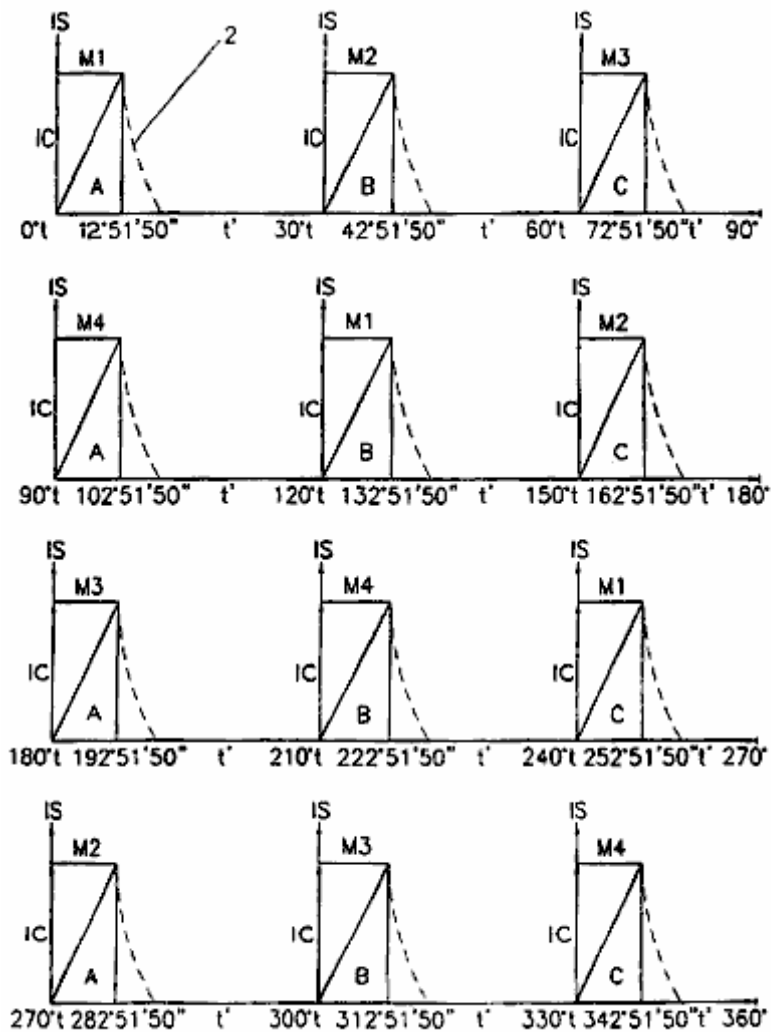 IS IS IS
2
M1 M2 M3
IC IC IC
A B C
0°t 12°51'50" t' 30°t 42°51'50" t' 60°t 72°51'50"t' 90°
IS IS IS
M4 M1 M2
IC IC IC
A B C
90°t 102°51'50" t' 120°t 132°51'50" t' 150°t 162°51'50"t' 180°
IS IS IS
M3 M4 M1
IC IC IC
A B C
180°t 192°51'50" t' 210°t 222°51'50" t' 240°t 252°51'50"t' 270°
IS IS IS
M2 M3 M4
IC IC IC
A B C
270°t 282°51'50" t' 300°t 312°51'50" t' 330°t 342°51'50"t' 360°